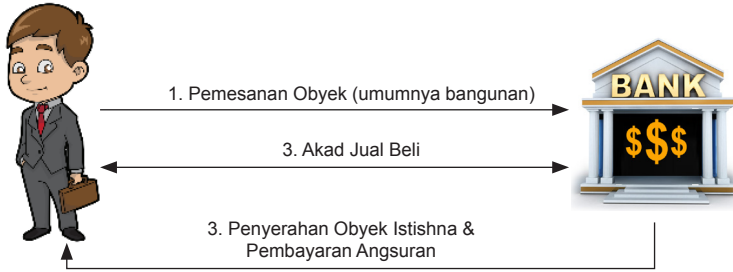 1. Pemesanan Obyek (umumnya bangunan)
BANK
$$$
3. Akad Jual Beli
3. Penyerahan Obyek Istishna &
Pembayaran Angsuran